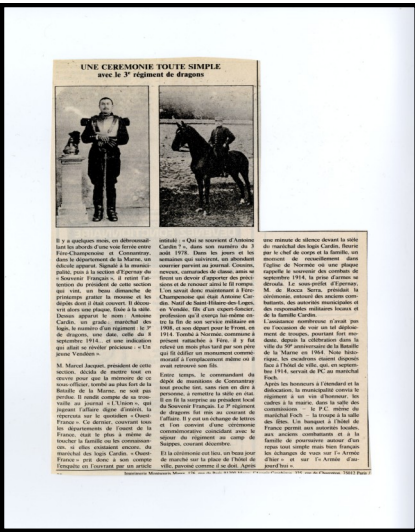 UNE CEREMONIE TOUTE SIMPLE
avec le 3e régiment de dragons
Il y a quelques mois, en débroussail-
lant les abords d'une voie ferrée entre
Fère-Champenoise et Connantray,
dans le département de la Marne, un
édicule apparut. Signalé à la munici-
palité, puis à la section d'Epernay du
« Souvenir Français », il retint l'at-
tention du président de cette section
qui vint, un beau dimanche de
printemps gratter la mousse et les
dépôts dont il était couvert. Il décou-
vrit alors une plaque, fixée à la stèle.
Dessus apparut le nom : Antoine
Cardin, un grade : maréchal des
logis, le numéro d'un régiment : le 3e
de dragons, une date, celle du 8
septembre 1914... et une indication
qui allait se révéler précieuse : « Un
jeune Vendéen »
M. Marcel Jacquet, président de cette
section, décida de mettre tout en
œuvre pour que la mémoire de ce
sous-officier, tombé au plus fort de la
Bataille de la Marne, ne soit pas
perdue. Il rendit compte de sa trou-
vaille au journal « L'Union », qui
jugeant l'affaire digne d'intérêt, la
répercuta sur le quotidien « Ouest-
France ». Ce dernier, couvrant tous
les départements de l'ouest de la
France, était le plus à même de
toucher la famille ou les connaissan-
ces, si elles existaient encore, du
maréchal des logis Cardin. « Ouest-
France » prit donc à son compte
l'enquête en l'ouvrant par un article
intitulé : « Qui se souvient d'Antoine
Cardin ? », dans son numéro du 3
août 1978. Dans les jours et les
semaines qui suivirent, un abondant
courrier parvint au journal. Cousins,
neveux, camarades de classe, amis se
firent un devoir d'apporter des préci-
sions et de renouer ainsi le fil rompu.
L'on savait donc maintenant à Fère-
Champenoise qui était Antoine Car-
din. Natif de Saint-Hilaire-des-Loges,
en Vendée, fils d'un expert-foncier,
profession qu'il exerça lui-même en-
tre la fin de son service militaire en
1908, et son départ pour le Front, en
1914. Tombé à Normée, commune à
présent rattachée à Fère, il y fut
relevé six mois plus tard par son père
qui fit édifier un monument commé-
moratif à l'emplacement même où il
avait retrouvé son fils.
Entre temps, le commandant du
dépôt de munitions de Connantray
tout proche tint, sans rien en dire à
personne, à remettre la stèle en état.
Il en fit la surprise au président local
du Souvenir Français. Le 3e régiment
de dragons fut mis au courant de
l'affaire. Il y eut un échange de lettres
et l'on convint d'une cérémonie
commémorative coïncidant avec le
séjour du régiment au camp de
Suippes, courant décembre.
Et la cérémonie eut lieu, un beau jour
de marché sur la place de l'hôtel de
ville, pavoisé comme il se doit. Après
une minute de silence devant la stèle
du maréchal des logis Cardin, fleurie
par le chef de corps et la famille, un
moment de recueillement dans
l'église de Normée où une plaque
rappelle le souvenir des combats de
septembre 1914, la prise d'armes se
déroula. Le sous-préfet d'Epernay,
M. de Rocca Serra, présidait la
cérémonie, entouré des anciens com-
battants, des autorités municipales et
des responsables militaires locaux et
de la famille Cardin.
L'assistance nombreuse n'avait pas
eu l'occasion de voir un tel déploie-
ment de troupes, pourtant fort mo-
deste, depuis la célébration dans la
ville du 50e anniversaire de la Bataille
de la Marne en 1964. Note histo-
rique, les escadrons étaient disposés
face à l'hôtel de ville, qui, en septem-
bre 1914, servait de PC au maréchal
Foch.
Après les honneurs à l'étendard et la
dislocation, la municipalité convia le
régiment à un vin d'honneur, les
cadres à la mairie, dans la salle des
commissions — le P.C. même du
maréchal Foch — la troupe à la salle
des fêtes. Un banquet à l'hôtel de
France permit aux autorités locales,
aux anciens combattants et à la
famille de poursuivre autour d'un
repas tout simple mais bien français
les échanges de vues sur l'« Armée
d'hier » et sur l'« Armée d'au-
jourd'hui ».